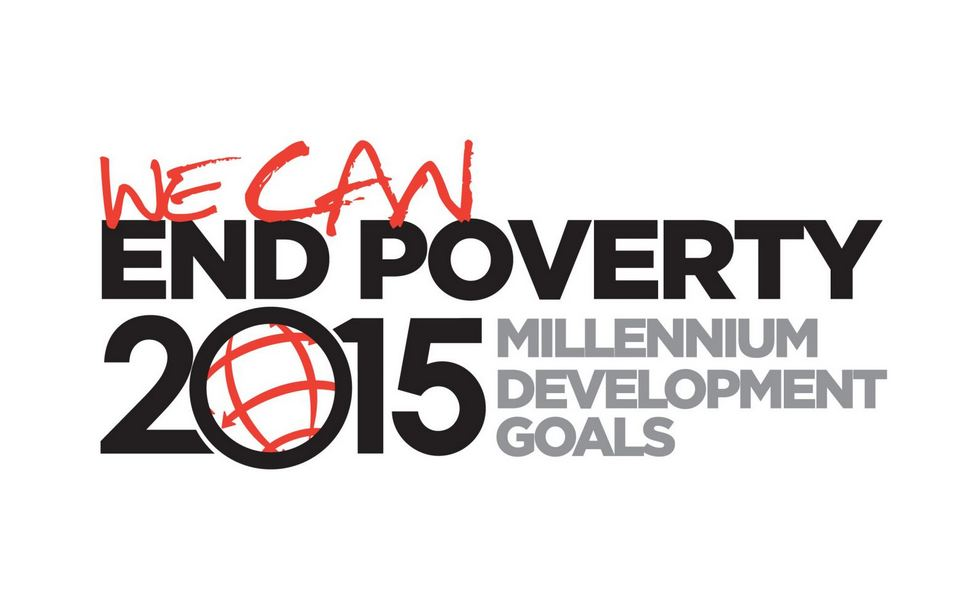 WE CAN
END POVERTY
2015 MILLENNIUM
DEVELOPMENT
GOALS